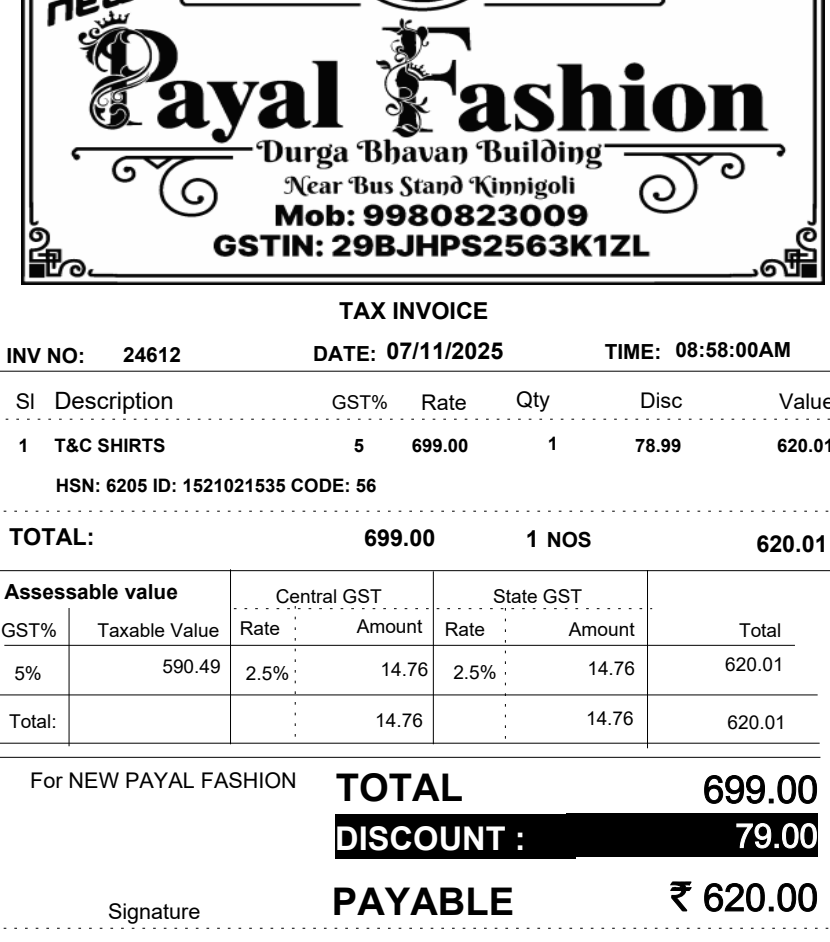 new
Payal Fashion
Durga Bhavan Building
Near Bus Stand Kinnigoli
Mob: 9980823009
GSTIN: 29BJHPS2563K1ZL
TAX INVOICE
INV NO: 24612 DATE: 07/11/2025 TIME: 08:58:00AM
Sl Description GST% Rate Qty Disc Value
1 T&C SHIRTS 5 699.00 1 78.99 620.01
HSN: 6205 ID: 1521021535 CODE: 56
TOTAL: 699.00 1 NOS 620.01
Assessable value Central GST State GST
GST% Taxable Value Rate Amount Rate Amount Total
5% 590.49 2.5% 14.76 2.5% 14.76 620.01
Total: 14.76 14.76 620.01
For NEW PAYAL FASHION TOTAL 699.00
DISCOUNT : 79.00
Signature PAYABLE ₹ 620.00